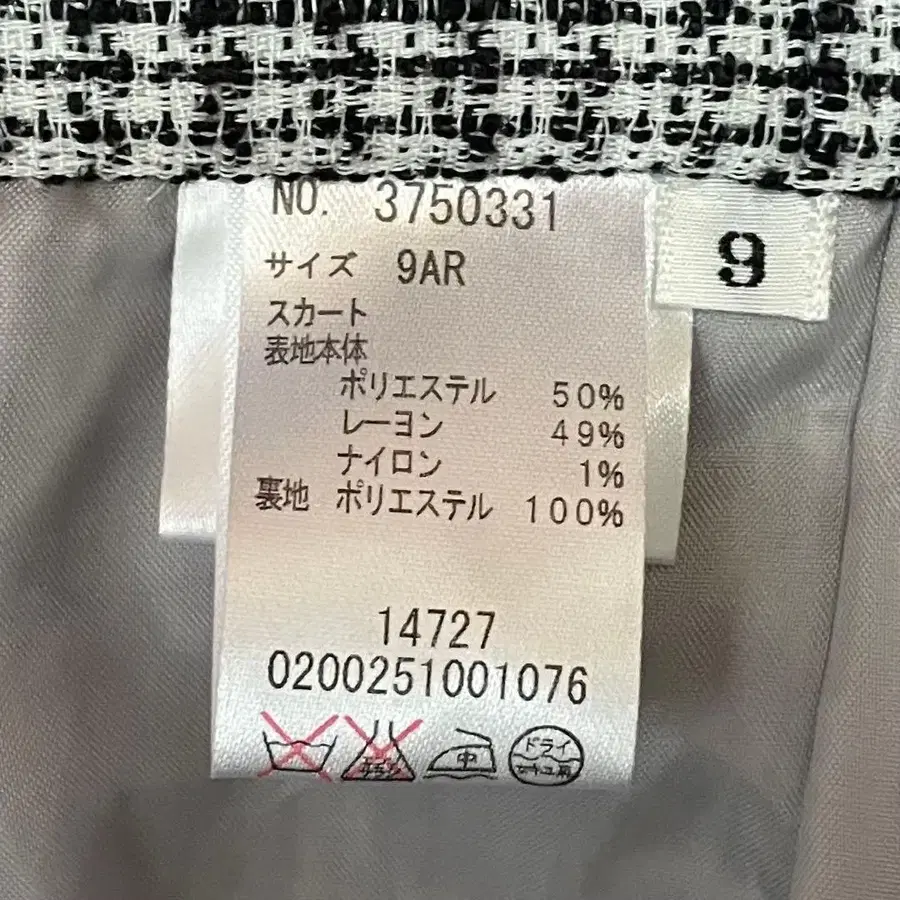 NO. 3750331
9
サイズ 9AR
スカート
表地本体
ポリエステル 50%
レーヨン 49%
ナイロン 1%
裏地 ポリエステル 100%
14727
0200251001076
中
ドライ